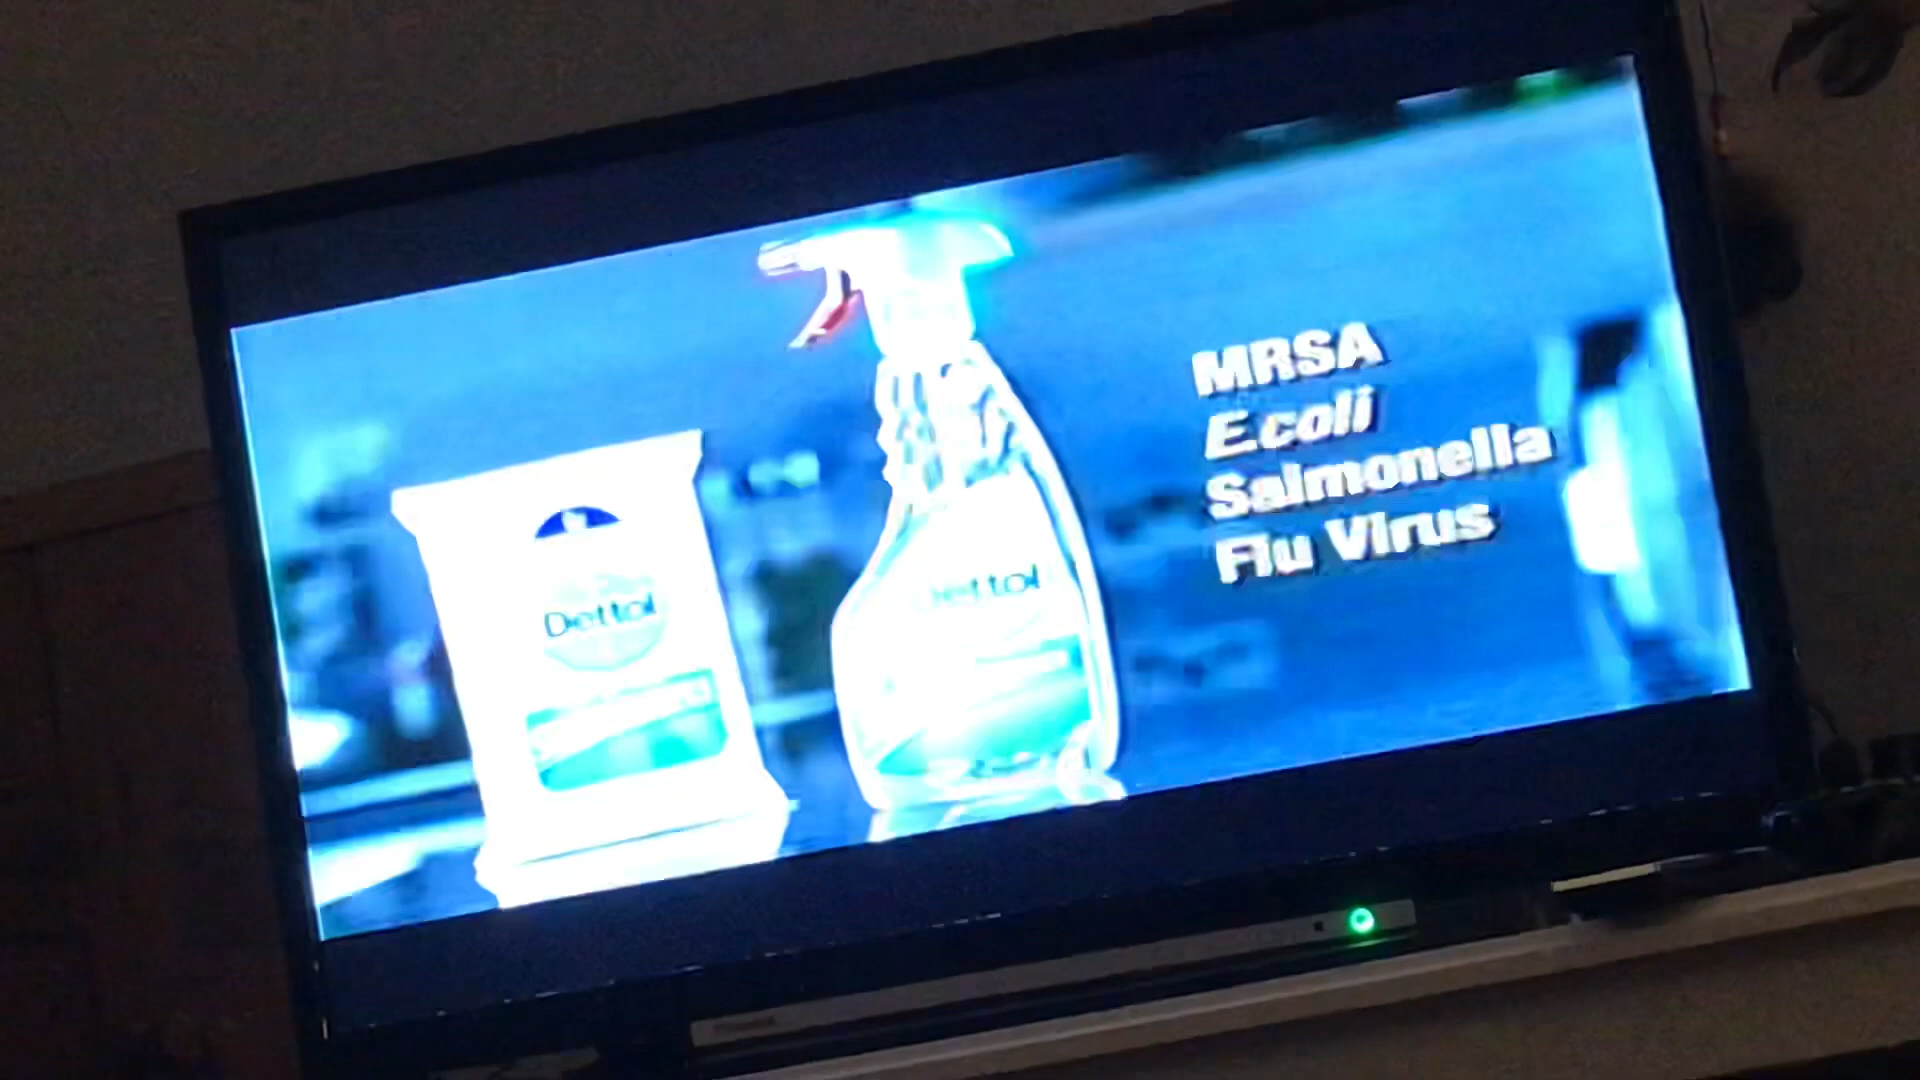 MRSA
E.coli
Salmonella
Flu Virus
Dettol
Dettol